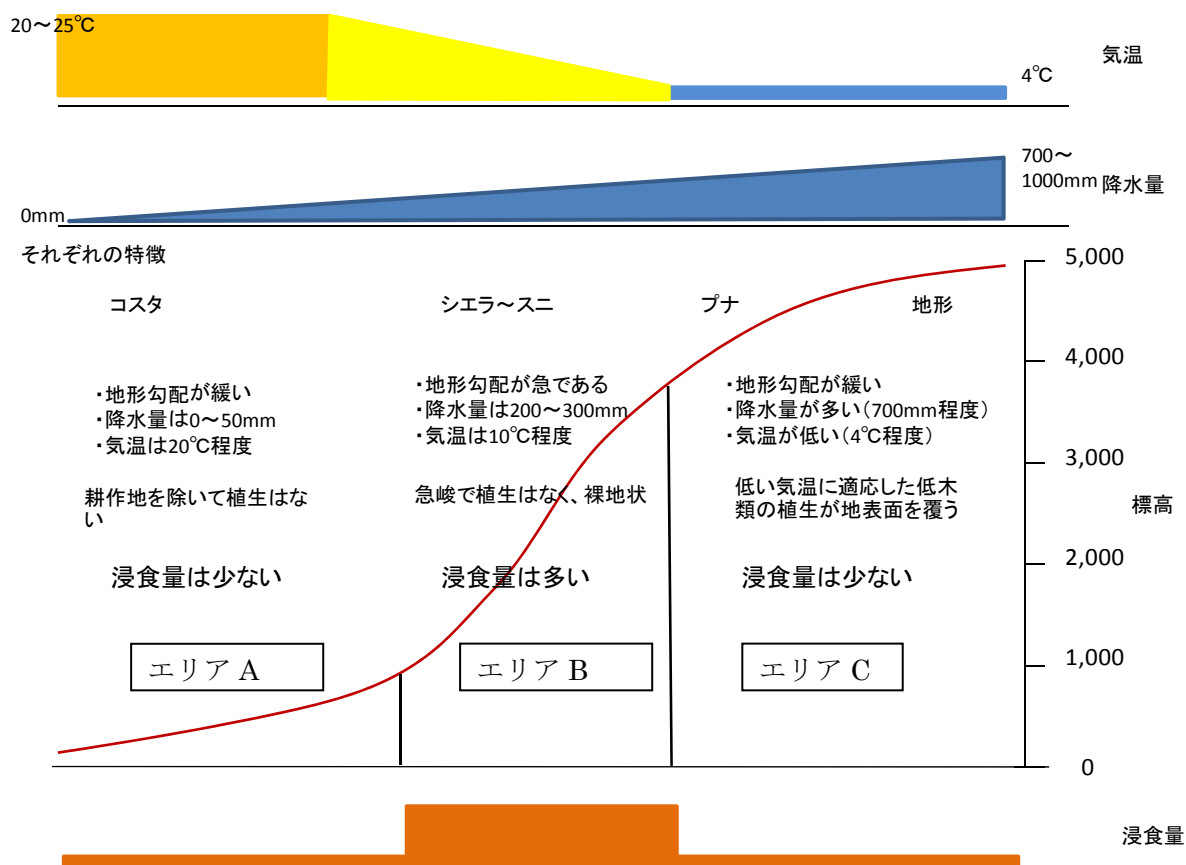 20～25℃
気温
4℃
700～
1000mm
降水量
0mm
それぞれの特徴
5,000
コスタ
シエラ～スニ
プナ
地形
4,000
・地形勾配が緩い
・降水量は0～50mm
・気温は20℃程度
・地形勾配が急である
・降水量は200～300mm
・気温は10℃程度
・地形勾配が緩い
・降水量が多い（700mm程度）
・気温が低い（4℃程度）
3,000
耕作地を除いて植生はな
い
急峻で植生はなく、裸地状
低い気温に適応した低木
類の植生が地表面を覆う
標高
2,000
浸食量は少ない
浸食量は多い
浸食量は少ない
エリア A
エリア B
エリア C
1,000
0
浸食量